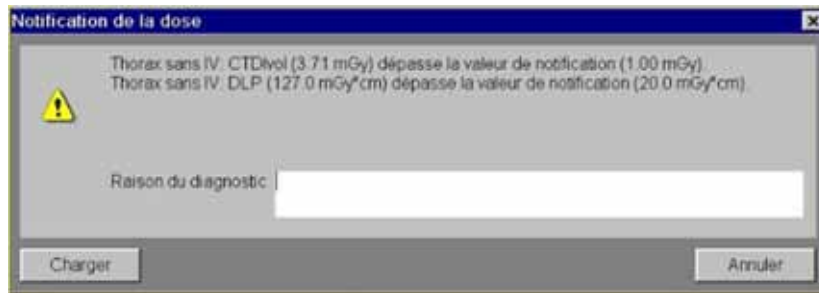 Notification de la dose
Thorax sans IV: CTDIvol (3.71 mGy) dépasse la valeur de notification (1.00 mGy).
Thorax sans IV: DLP (127.0 mGy*cm) dépasse la valeur de notification (20.0 mGy*cm).
Raison du diagnostic
Charger
Annuler